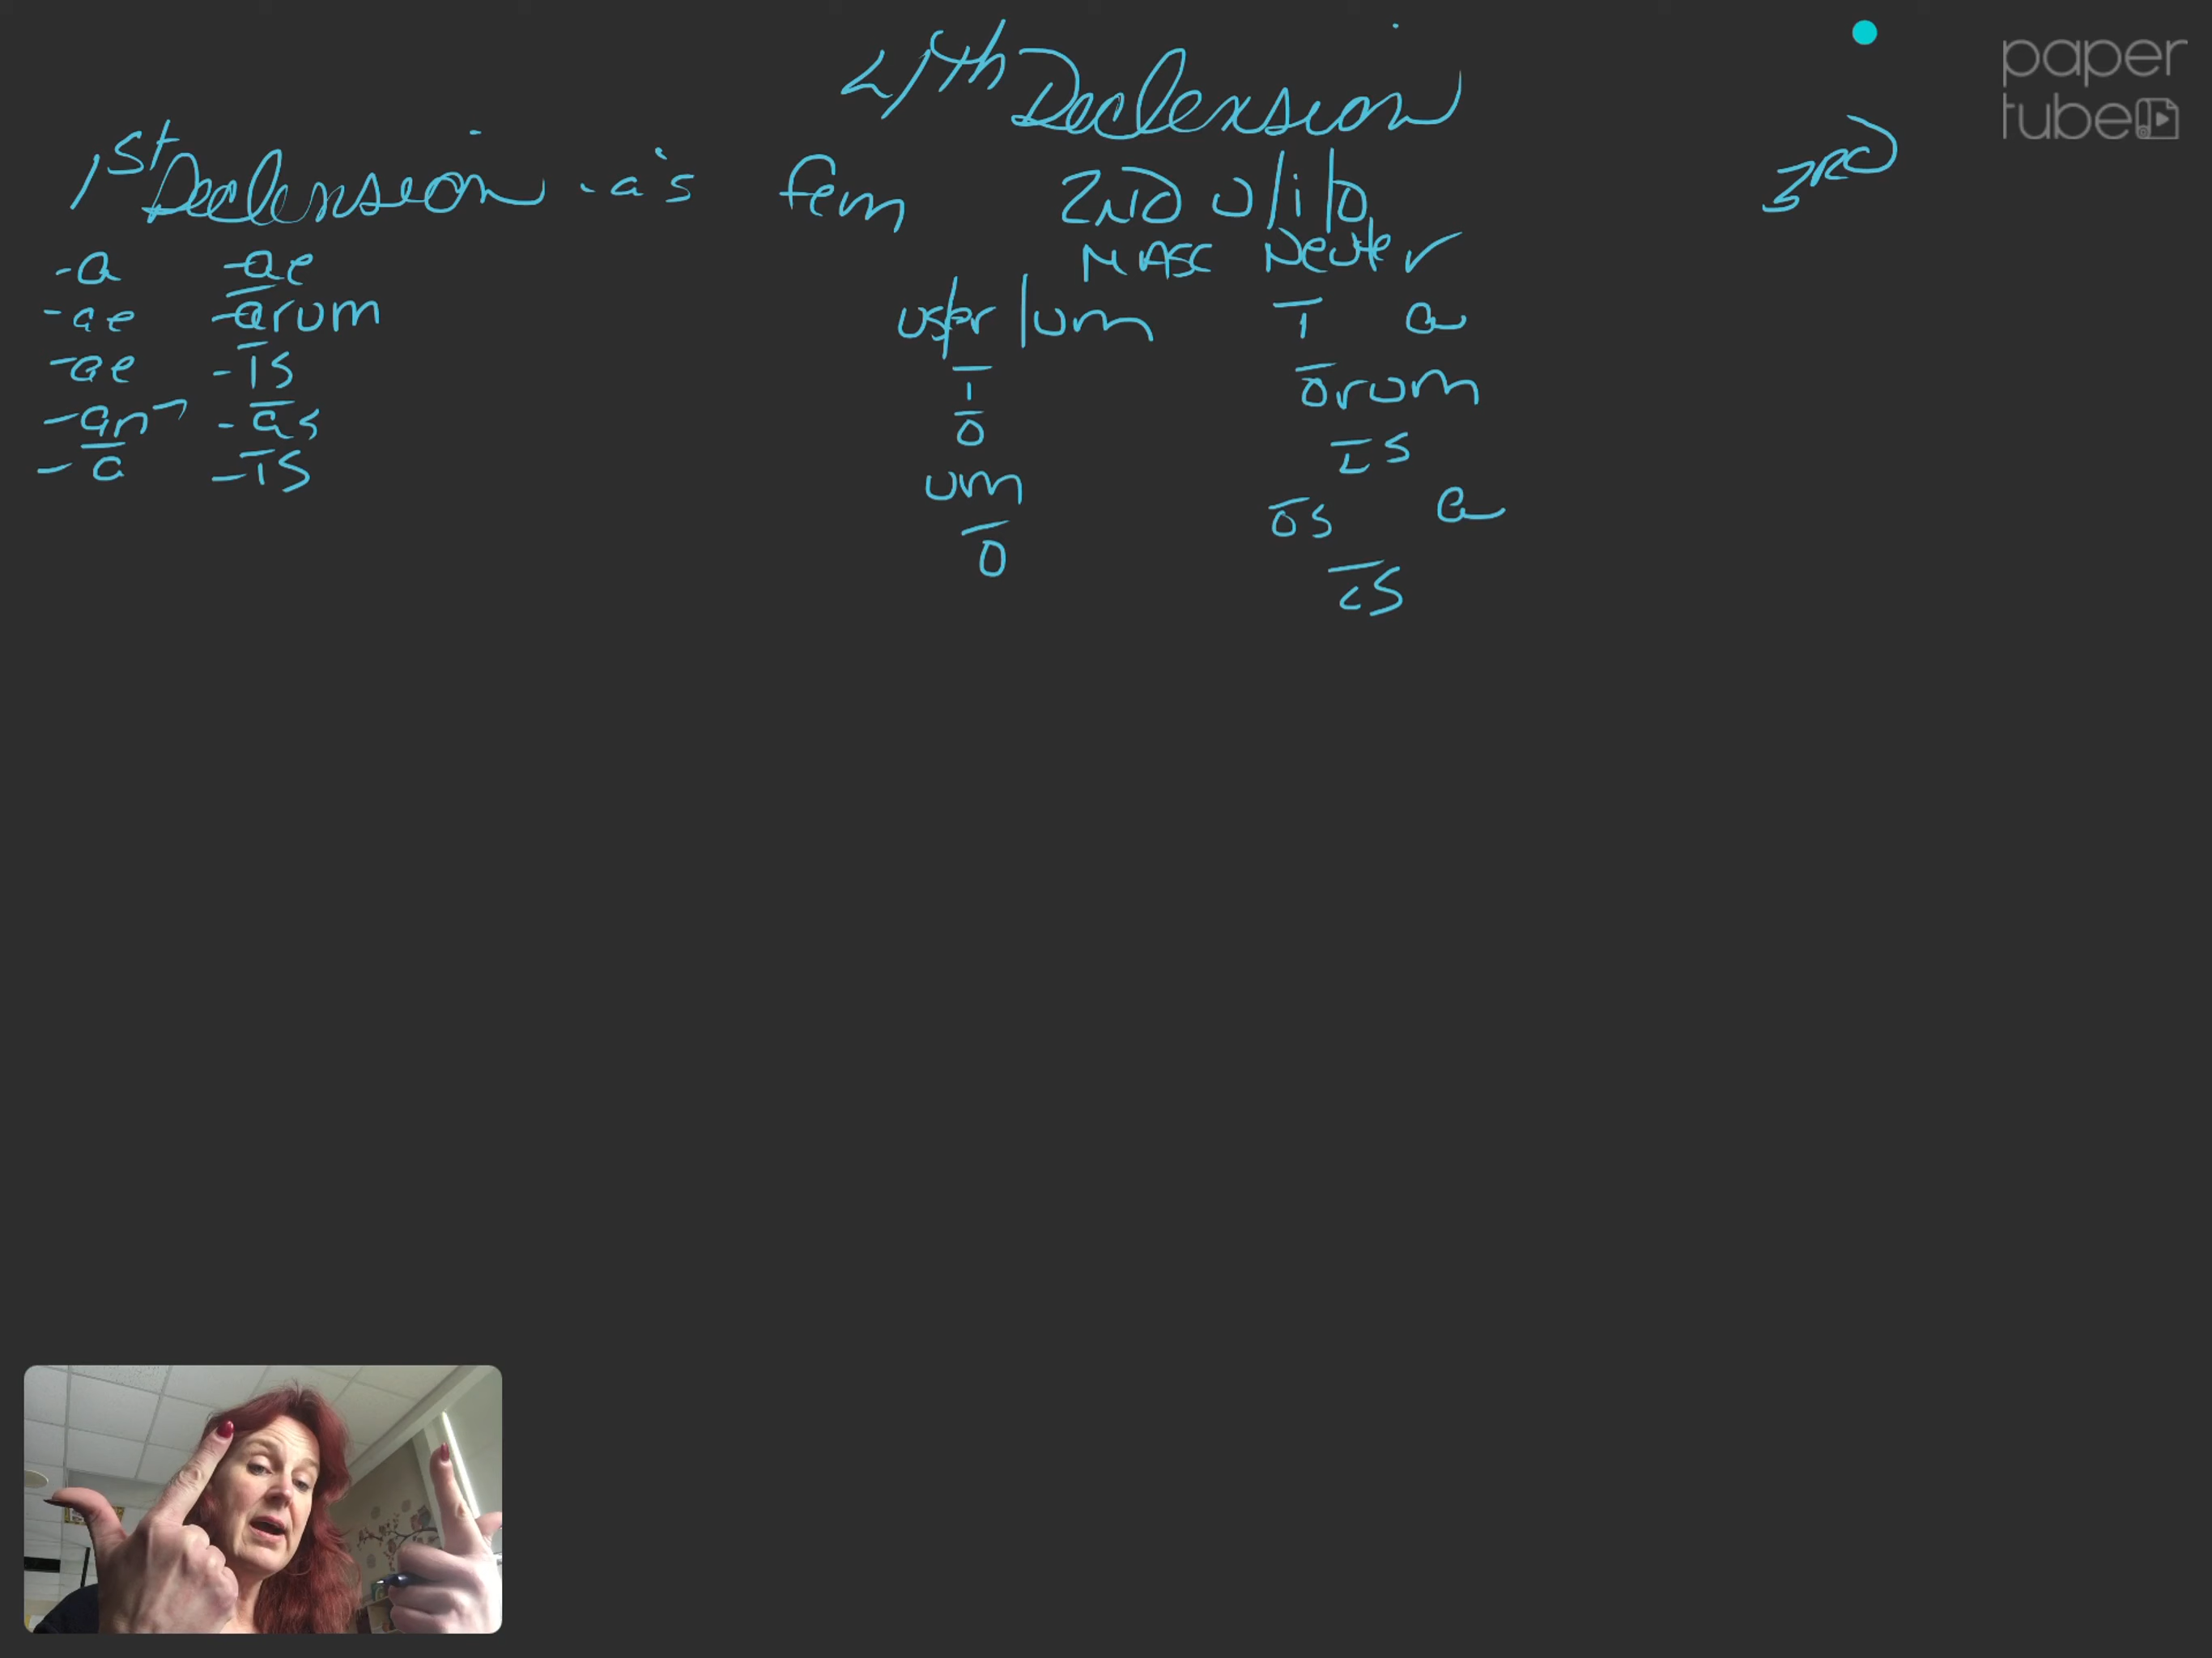 4th Declension
1st Declension - a's fem
-a -ae
-ae -ārum
-ae -īs
-am -ās
-ā -īs
2ND U/i/o
MASC Neuter
us/er/um ī a
ī ōrum
ō īs
um ōs a
ō īs
3RD
paper
tube